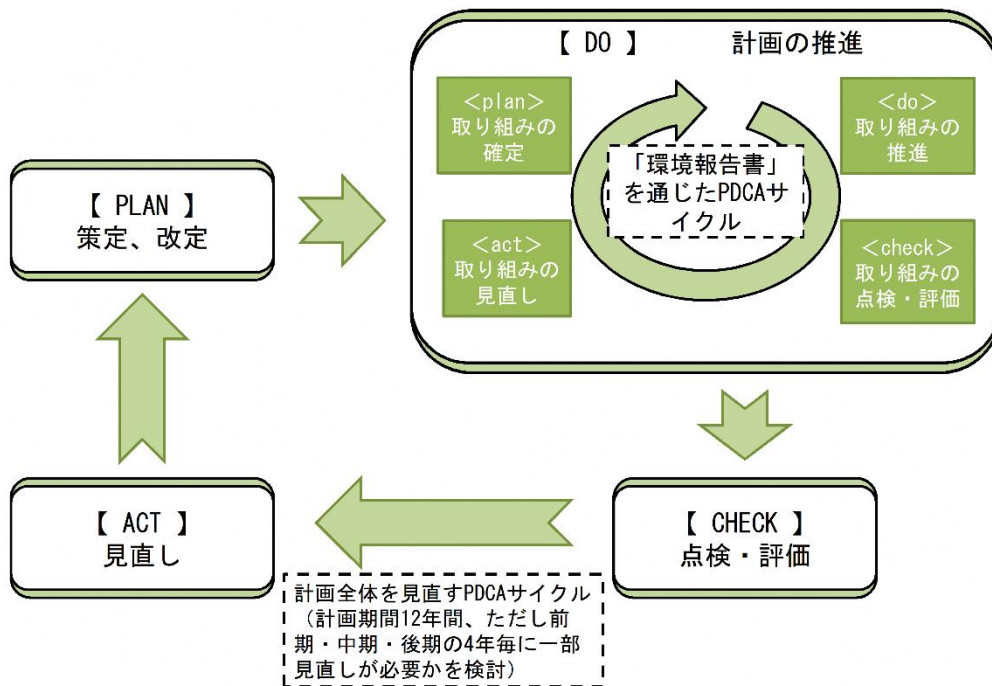 【 DO 】 計画の推進
<plan>
取り組みの
確定
<do>
取り組みの
推進
「環境報告書」
を通じたPDCAサ
イクル
<act>
取り組みの
見直し
<check>
取り組みの
点検・評価
【 PLAN 】
策定、改定
【 ACT 】
見直し
【 CHECK 】
点検・評価
計画全体を見直すPDCAサイクル
（計画期間12年間、ただし前
期・中期・後期の4年毎に一部
見直しが必要かを検討）